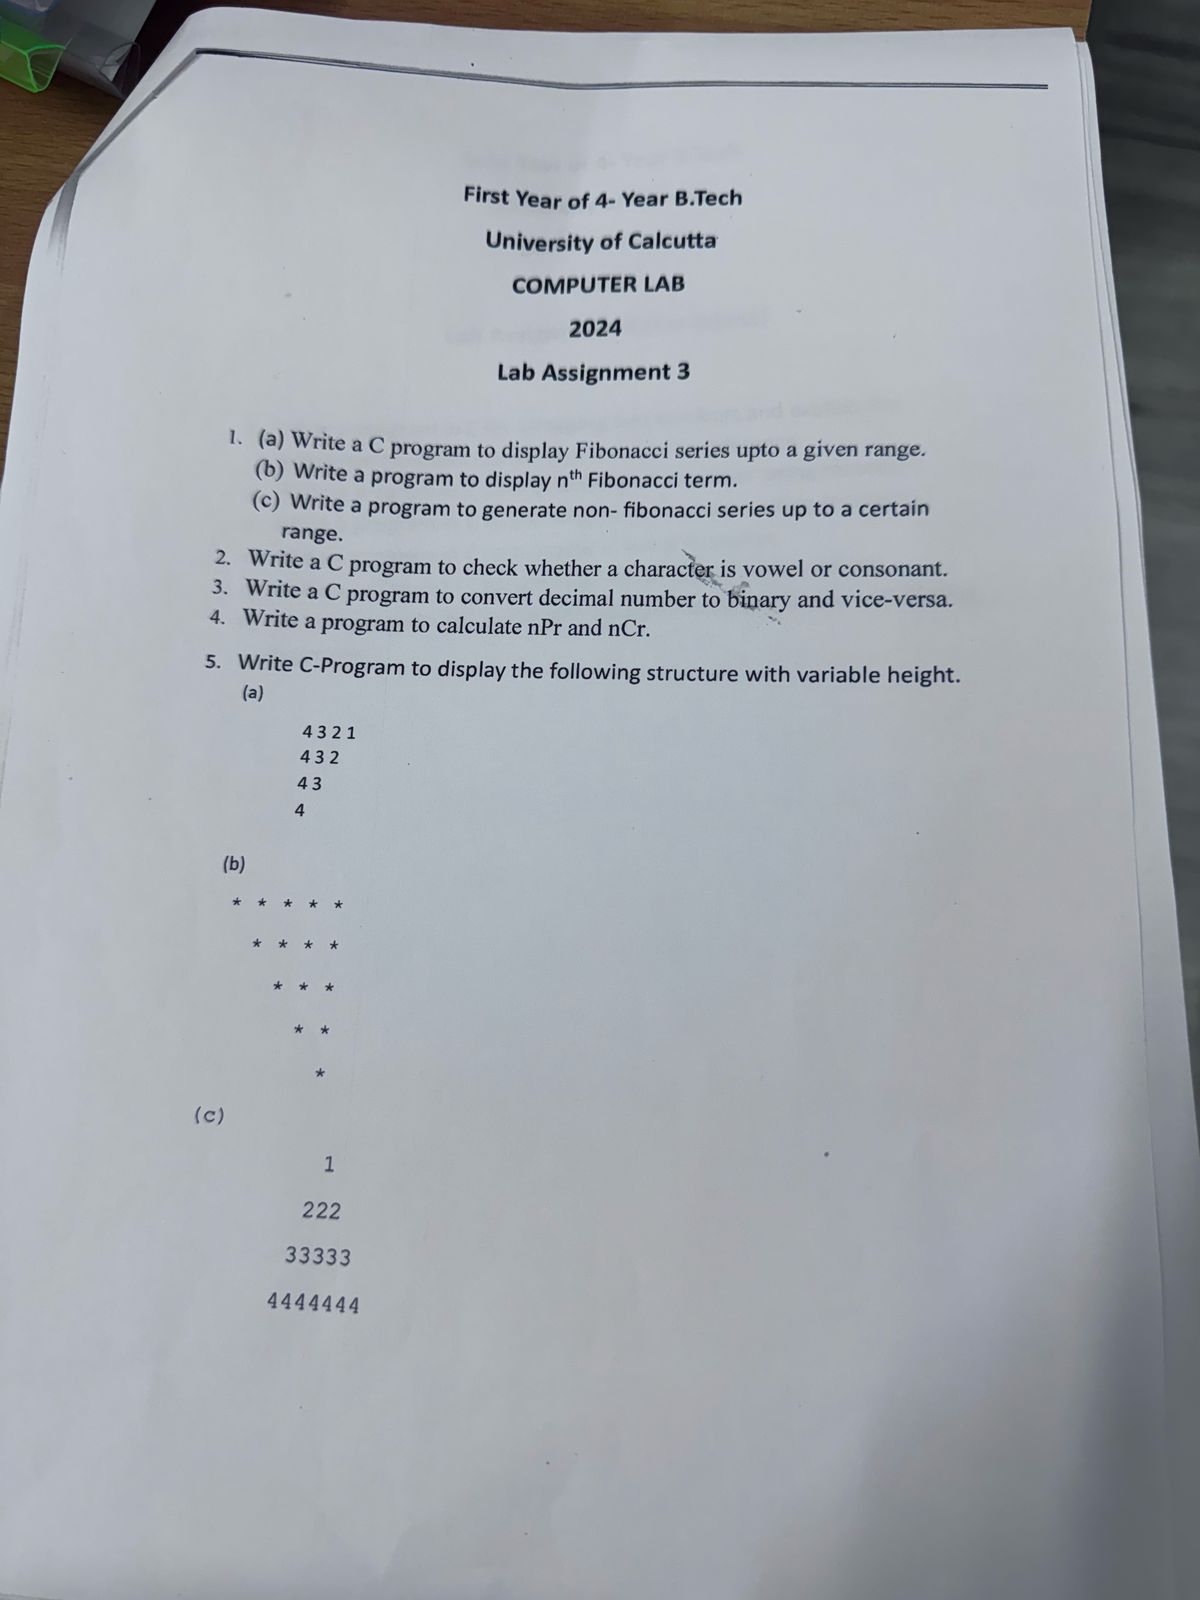 First Year of 4- Year B.Tech
University of Calcutta
COMPUTER LAB
2024
Lab Assignment 3
1. (a) Write a C program to display Fibonacci series upto a given range.
(b) Write a program to display nth Fibonacci term.
(c) Write a program to generate non- fibonacci series up to a certain
range.
2. Write a C program to check whether a character is vowel or consonant.
3. Write a C program to convert decimal number to binary and vice-versa.
4. Write a program to calculate nPr and nCr.
5. Write C-Program to display the following structure with variable height.
(a)
4 3 2 1
4 3 2
4 3
4
(b)
* * * * *
* * * *
* * *
* *
*
(c)
1
222
33333
4444444